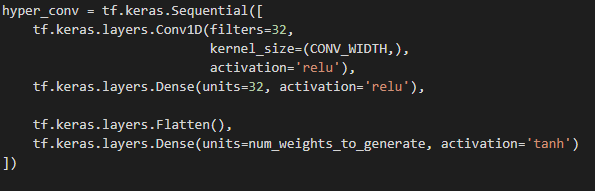 hyper_conv = tf.keras.Sequential([
    tf.keras.layers.Conv1D(filters=32,
                           kernel_size=(CONV_WIDTH,),
                           activation='relu'),
    tf.keras.layers.Dense(units=32, activation='relu'),

    tf.keras.layers.Flatten(),
    tf.keras.layers.Dense(units=num_weights_to_generate, activation='tanh')
])